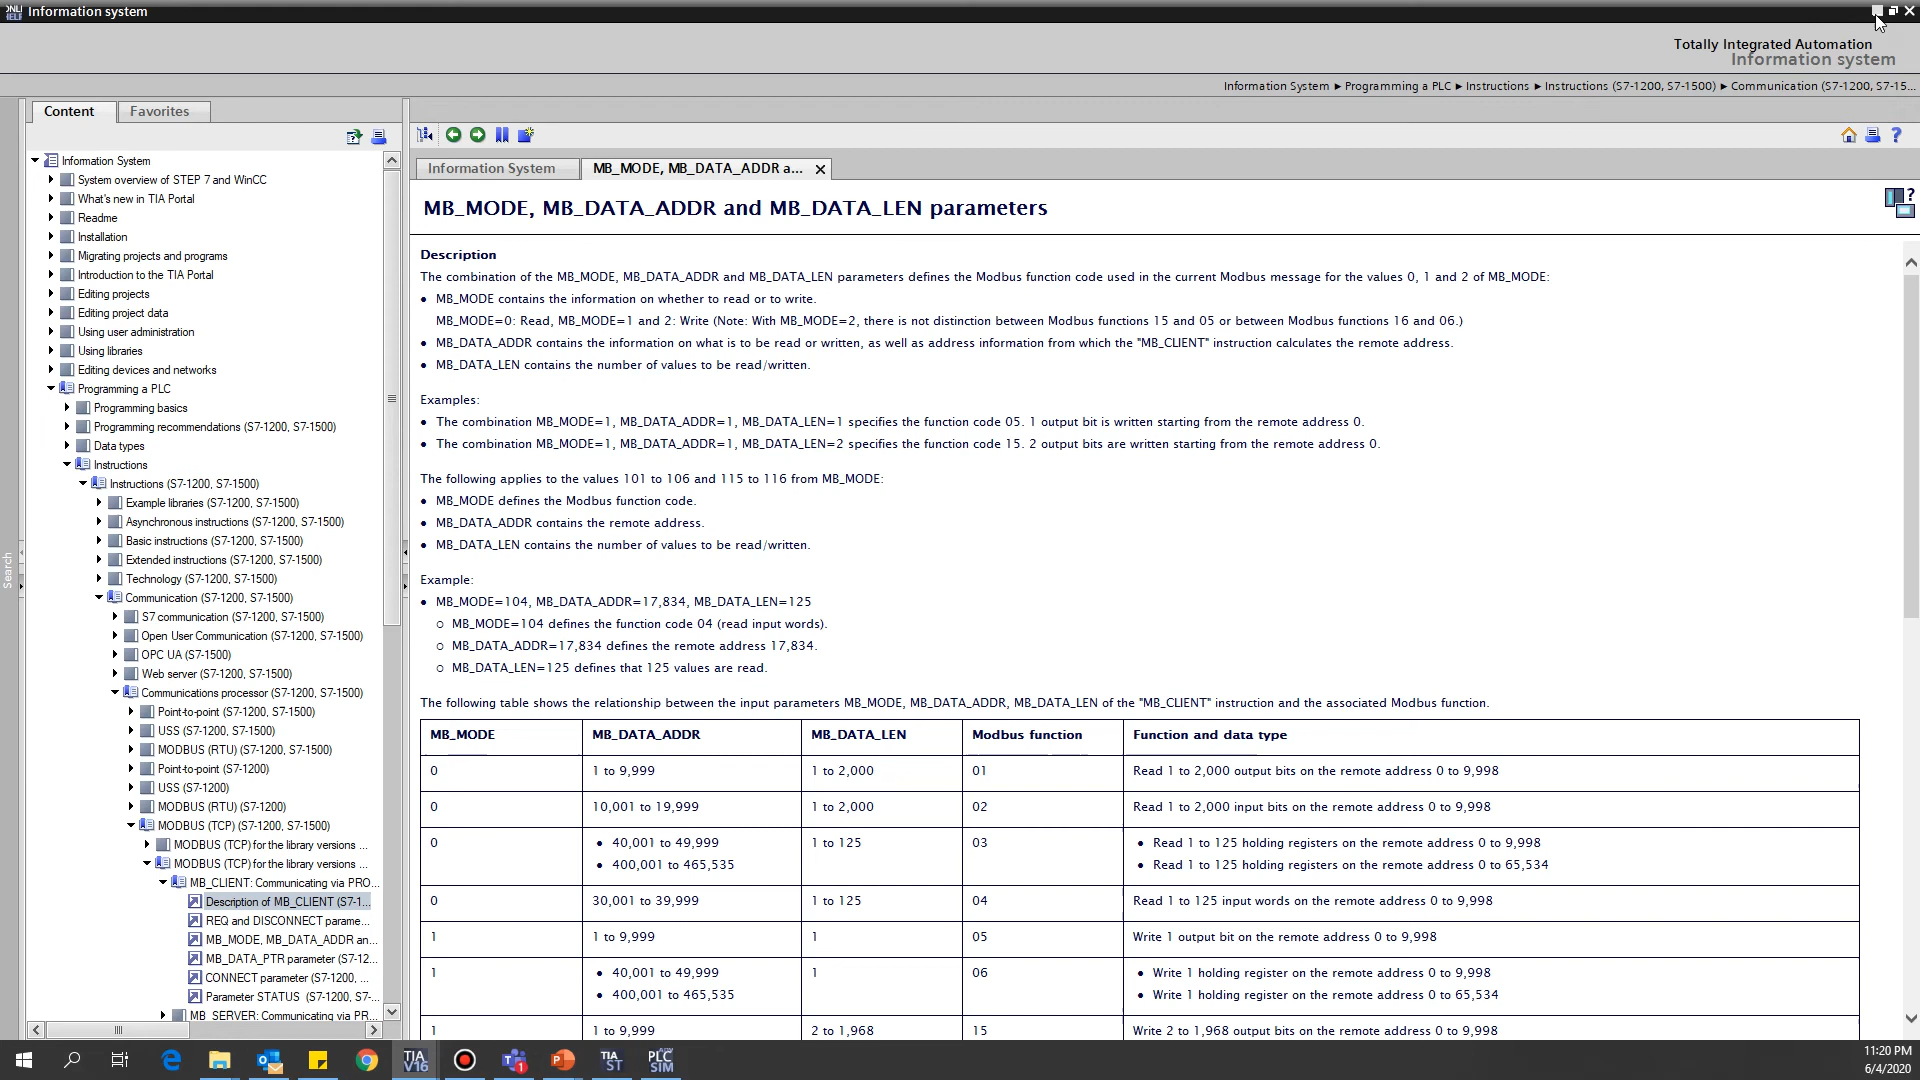 ONLI HELP Information system
Totally Integrated Automation
Information system
Information System ▸ Programming a PLC ▸ Instructions ▸ Instructions (S7-1200, S7-1500) ▸ Communication (S7-1200, S7-15...
Content Favorites
Search
Information System
System overview of STEP 7 and WinCC
What's new in TIA Portal
Readme
Installation
Migrating projects and programs
Introduction to the TIA Portal
Editing projects
Editing project data
Using user administration
Using libraries
Editing devices and networks
Programming a PLC
Programming basics
Programming recommendations (S7-1200, S7-1500)
Data types
Instructions
Instructions (S7-1200, S7-1500)
Example libraries (S7-1200, S7-1500)
Asynchronous instructions (S7-1200, S7-1500)
Basic instructions (S7-1200, S7-1500)
Extended instructions (S7-1200, S7-1500)
Technology (S7-1200, S7-1500)
Communication (S7-1200, S7-1500)
S7 communication (S7-1200, S7-1500)
Open User Communication (S7-1200, S7-1500)
OPC UA (S7-1500)
Web server (S7-1200, S7-1500)
Communications processor (S7-1200, S7-1500)
Point-to-point (S7-1200, S7-1500)
USS (S7-1200, S7-1500)
MODBUS (RTU) (S7-1200, S7-1500)
Point-to-point (S7-1200)
USS (S7-1200)
MODBUS (RTU) (S7-1200)
MODBUS (TCP) (S7-1200, S7-1500)
MODBUS (TCP) for the library versions ...
MODBUS (TCP) for the library versions ...
MB_CLIENT: Communicating via PRO...
Description of MB_CLIENT (S7-1...
REQ and DISCONNECT parame...
MB_MODE, MB_DATA_ADDR an...
MB_DATA_PTR parameter (S7-12...
CONNECT parameter (S7-1200, ...
Parameter STATUS (S7-1200, S7-...
MB_SERVER: Communicating via PR...
Information System MB_MODE, MB_DATA_ADDR a...
MB_MODE, MB_DATA_ADDR and MB_DATA_LEN parameters
Description
The combination of the MB_MODE, MB_DATA_ADDR and MB_DATA_LEN parameters defines the Modbus function code used in the current Modbus message for the values 0, 1 and 2 of MB_MODE:
• MB_MODE contains the information on whether to read or to write.
MB_MODE=0: Read, MB_MODE=1 and 2: Write (Note: With MB_MODE=2, there is not distinction between Modbus functions 15 and 05 or between Modbus functions 16 and 06.)
• MB_DATA_ADDR contains the information on what is to be read or written, as well as address information from which the "MB_CLIENT" instruction calculates the remote address.
• MB_DATA_LEN contains the number of values to be read/written.
Examples:
• The combination MB_MODE=1, MB_DATA_ADDR=1, MB_DATA_LEN=1 specifies the function code 05. 1 output bit is written starting from the remote address 0.
• The combination MB_MODE=1, MB_DATA_ADDR=1, MB_DATA_LEN=2 specifies the function code 15. 2 output bits are written starting from the remote address 0.
The following applies to the values 101 to 106 and 115 to 116 from MB_MODE:
• MB_MODE defines the Modbus function code.
• MB_DATA_ADDR contains the remote address.
• MB_DATA_LEN contains the number of values to be read/written.
Example:
• MB_MODE=104, MB_DATA_ADDR=17,834, MB_DATA_LEN=125
○ MB_MODE=104 defines the function code 04 (read input words).
○ MB_DATA_ADDR=17,834 defines the remote address 17,834.
○ MB_DATA_LEN=125 defines that 125 values are read.
The following table shows the relationship between the input parameters MB_MODE, MB_DATA_ADDR, MB_DATA_LEN of the "MB_CLIENT" instruction and the associated Modbus function.
MB_MODE MB_DATA_ADDR MB_DATA_LEN Modbus function Function and data type
0 1 to 9,999 1 to 2,000 01 Read 1 to 2,000 output bits on the remote address 0 to 9,998
0 10,001 to 19,999 1 to 2,000 02 Read 1 to 2,000 input bits on the remote address 0 to 9,998
0 • 40,001 to 49,999 1 to 125 03 • Read 1 to 125 holding registers on the remote address 0 to 9,998
• 400,001 to 465,535 • Read 1 to 125 holding registers on the remote address 0 to 65,534
0 30,001 to 39,999 1 to 125 04 Read 1 to 125 input words on the remote address 0 to 9,998
1 1 to 9,999 1 05 Write 1 output bit on the remote address 0 to 9,998
1 • 40,001 to 49,999 1 06 • Write 1 holding register on the remote address 0 to 9,998
• 400,001 to 465,535 • Write 1 holding register on the remote address 0 to 65,534
1 1 to 9,999 2 to 1,968 15 Write 2 to 1,968 output bits on the remote address 0 to 9,998
TIA V16
TIA ST
PLC SIM
11:20 PM
6/4/2020